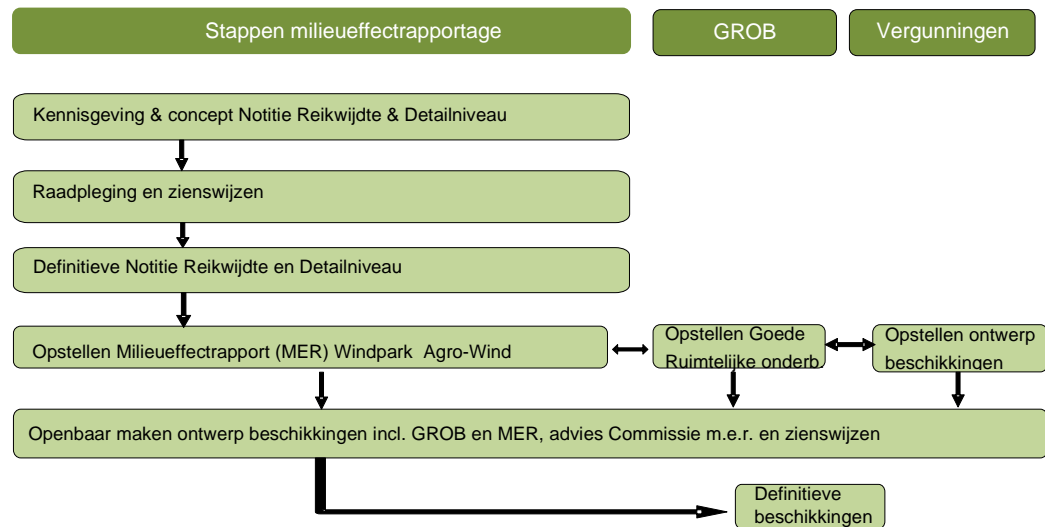 Stappen milieueffectrapportage
GROB
Vergunningen
Kennisgeving & concept Notitie Reikwijdte & Detailniveau
Raadpleging en zienswijzen
Definitieve Notitie Reikwijdte en Detailniveau
Opstellen Milieueffectrapport (MER) Windpark Agro-Wind
Opstellen Goede
Ruimtelijke onderb.
Opstellen ontwerp
beschikkingen
Openbaar maken ontwerp beschikkingen incl. GROB en MER, advies Commissie m.e.r. en zienswijzen
Definitieve
beschikkingen